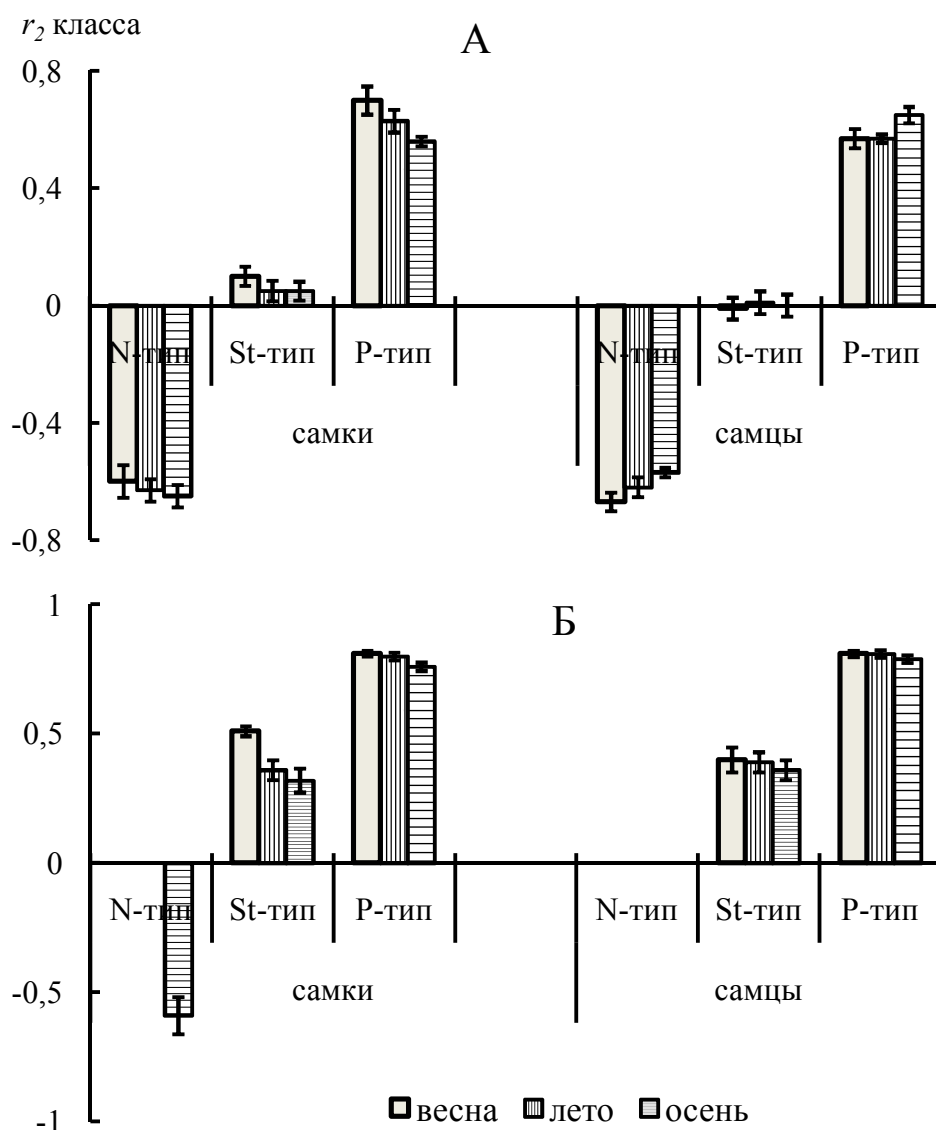 r₂ класса
А
0,8
0,4
0
N-тип St-тип P-тип N-тип St-тип P-тип
-0,4
самки самцы
-0,8
1
Б
0,5
0
N-тип St-тип P-тип N-тип St-тип P-тип
-0,5
самки самцы
-1
весна лето осень